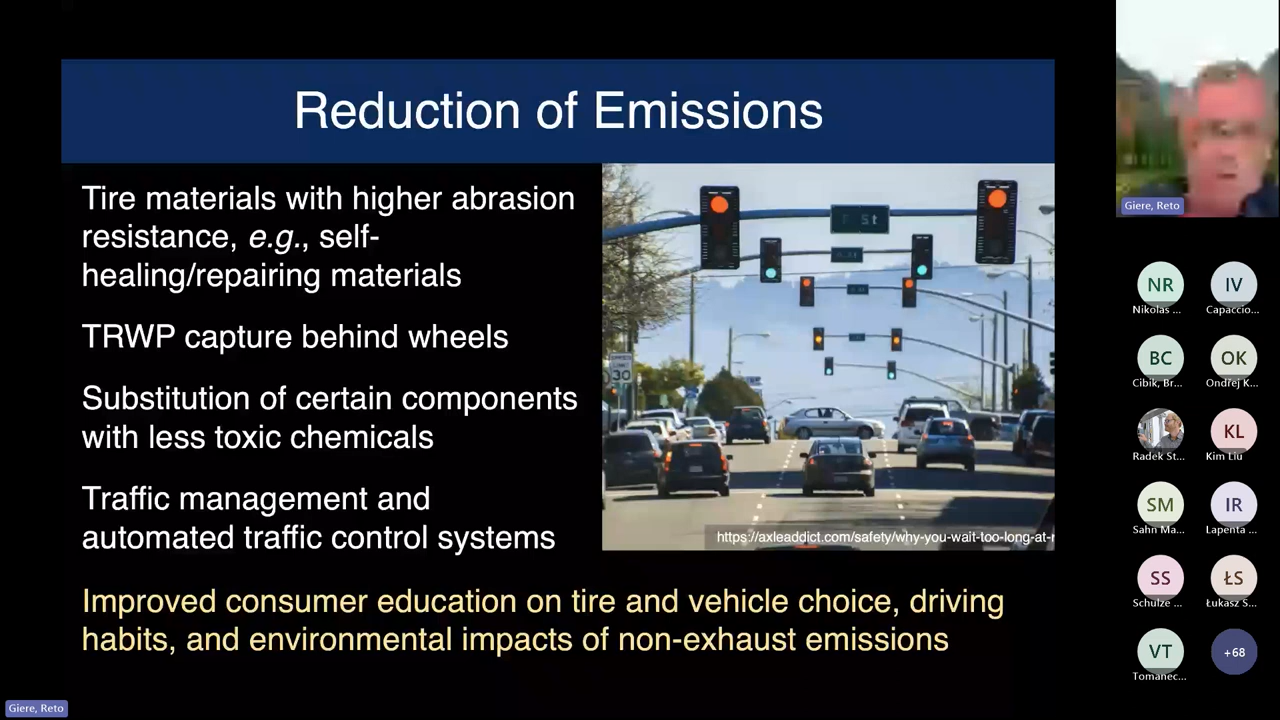 Reduction of Emissions
Tire materials with higher abrasion
resistance, e.g., self-
healing/repairing materials
TRWP capture behind wheels
Substitution of certain components
with less toxic chemicals
Traffic management and
automated traffic control systems
Improved consumer education on tire and vehicle choice, driving
habits, and environmental impacts of non-exhaust emissions
St
LIMIT
30
https://axleaddict.com/safety/why-you-wait-too-long-at-r
Giere, Reto
NR
Nikolas ...
IV
Capaccio...
BC
Cibik, Br...
OK
Ondřej K...
Radek St...
KL
Kim Liu
SM
Sahn Ma...
IR
Lapenta ...
SS
Schulze ...
ŁS
Łukasz S...
VT
Tomanec...
+68
Giere, Reto